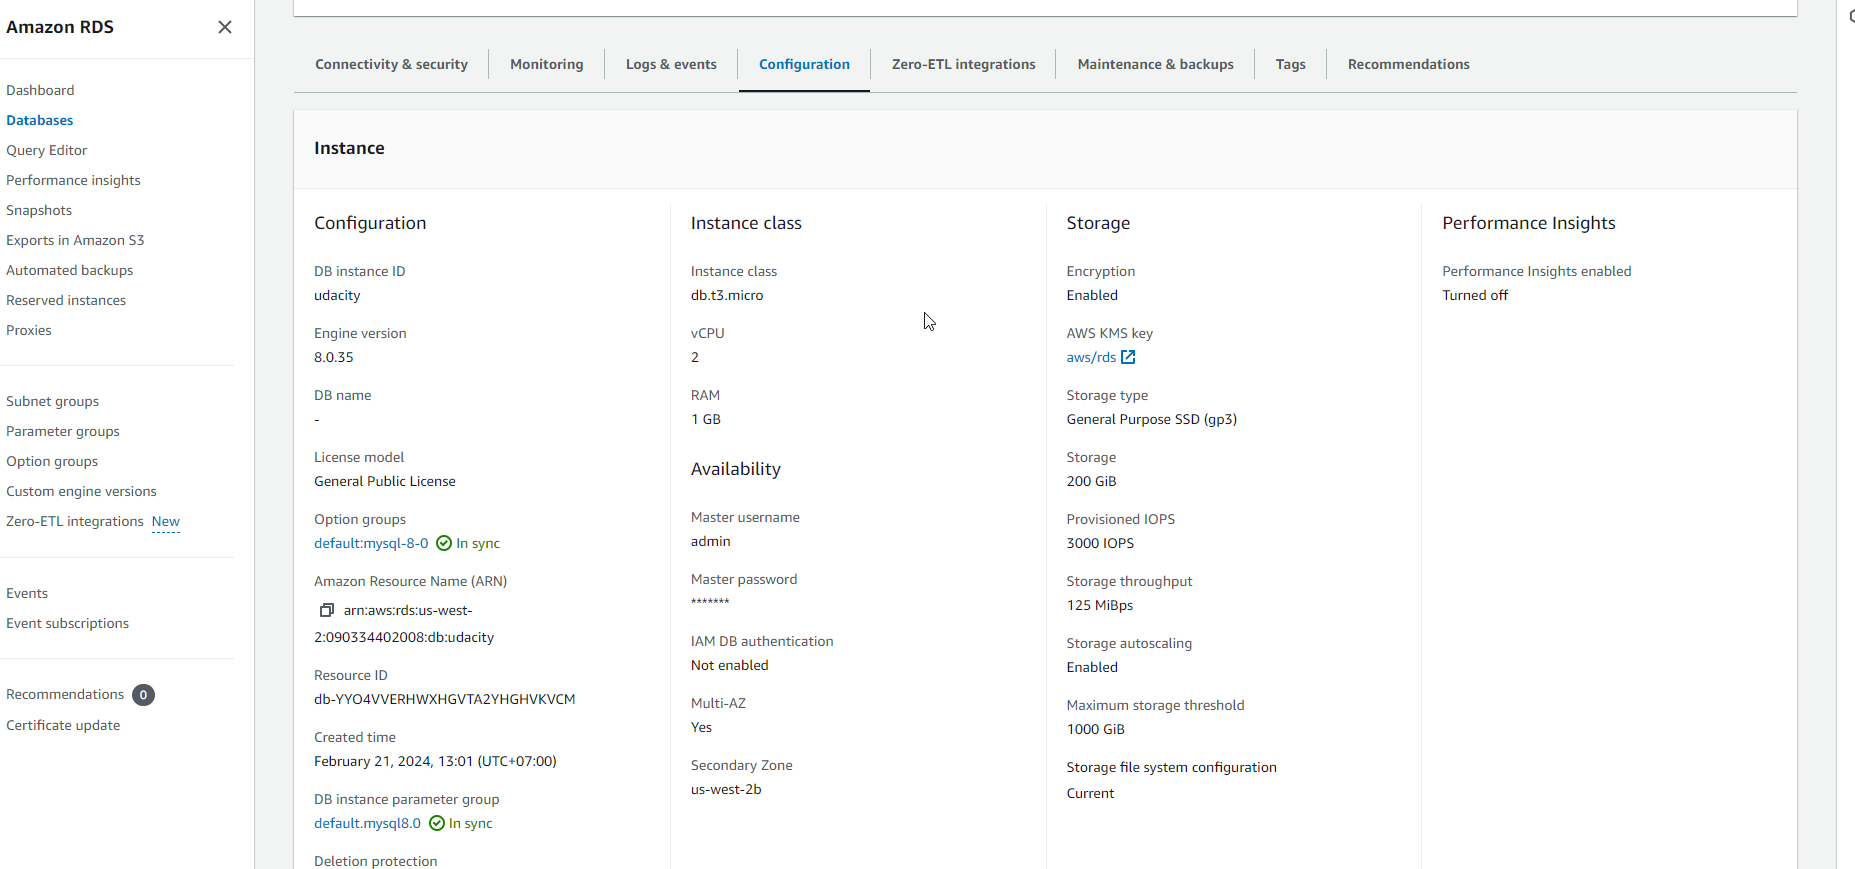 Amazon RDS
Dashboard
Databases
Query Editor
Performance insights
Snapshots
Exports in Amazon S3
Automated backups
Reserved instances
Proxies
Subnet groups
Parameter groups
Option groups
Custom engine versions
Zero-ETL integrations New
Events
Event subscriptions
Recommendations 0
Certificate update
Connectivity & security
Monitoring
Logs & events
Configuration
Zero-ETL integrations
Maintenance & backups
Tags
Recommendations
Instance
Configuration
DB instance ID
udacity
Engine version
8.0.35
DB name
-
License model
General Public License
Option groups
default:mysql-8-0 In sync
Amazon Resource Name (ARN)
arn:aws:rds:us-west-
2:090334402008:db:udacity
Resource ID
db-YYO4VVERHWXHGVTA2YHGHVKVCM
Created time
February 21, 2024, 13:01 (UTC+07:00)
DB instance parameter group
default.mysql8.0 In sync
Deletion protection
Instance class
Instance class
db.t3.micro
vCPU
2
RAM
1 GB
Availability
Master username
admin
Master password
*******
IAM DB authentication
Not enabled
Multi-AZ
Yes
Secondary Zone
us-west-2b
Storage
Encryption
Enabled
AWS KMS key
aws/rds
Storage type
General Purpose SSD (gp3)
Storage
200 GiB
Provisioned IOPS
3000 IOPS
Storage throughput
125 MiBps
Storage autoscaling
Enabled
Maximum storage threshold
1000 GiB
Storage file system configuration
Current
Performance Insights
Performance Insights enabled
Turned off